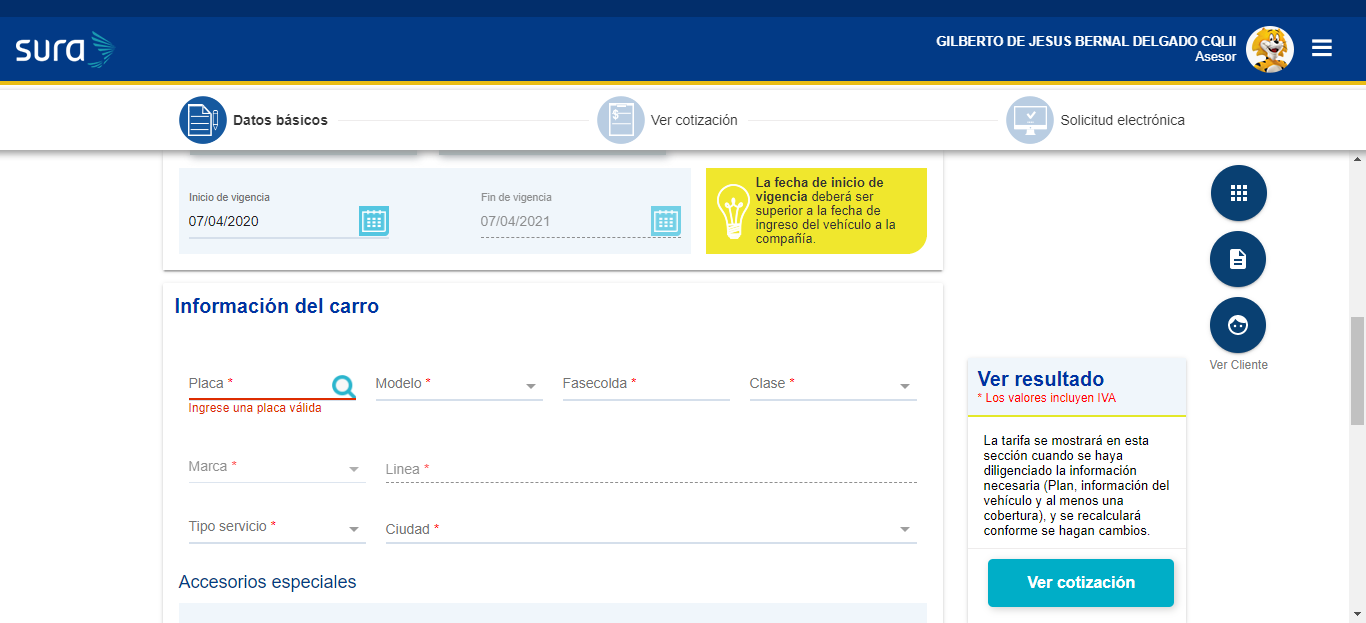 sura
GILBERTO DE JESUS BERNAL DELGADO CQLII
Asesor
Datos básicos
Ver cotización
Solicitud electrónica
Inicio de vigencia
07/04/2020
Fin de vigencia
07/04/2021
La fecha de inicio de
vigencia deberá ser
superior a la fecha de
ingreso del vehículo a la
compañía.
Ver Cliente
Información del carro
Placa *
Ingrese una placa válida
Modelo *
Fasecolda *
Clase *
Marca *
Linea *
Tipo servicio *
Ciudad *
Accesorios especiales
Ver resultado
* Los valores incluyen IVA
La tarifa se mostrará en esta
sección cuando se haya
diligenciado la información
necesaria (Plan, información del
vehículo y al menos una
cobertura), y se recalculará
conforme se hagan cambios.
Ver cotización